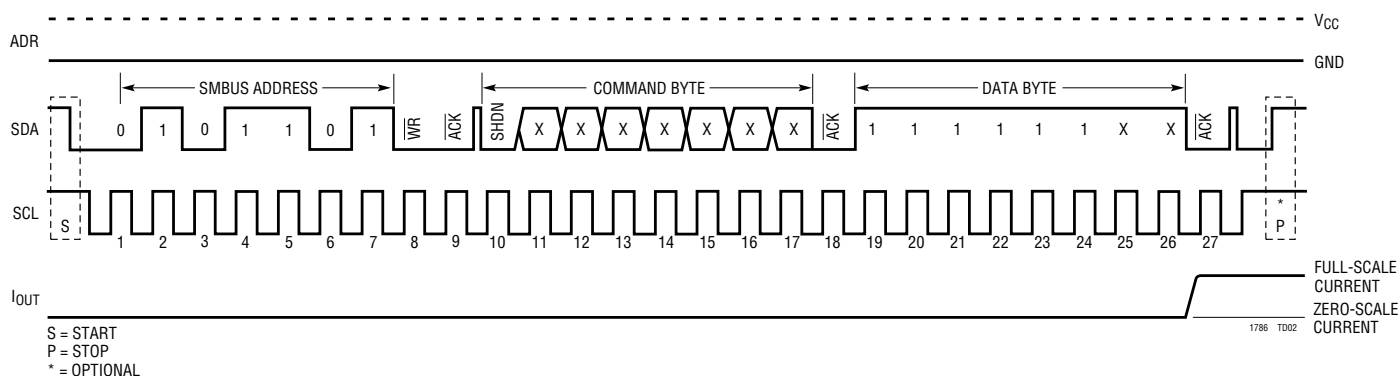 ADR
VCC
GND
SMBUS ADDRESS
COMMAND BYTE
DATA BYTE
SDA
0 1 0 1 1 0 1 WR ACK SHDN X X X X X X X ACK 1 1 1 1 1 1 X X ACK
SCL
S 1 2 3 4 5 6 7 8 9 10 11 12 13 14 15 16 17 18 19 20 21 22 23 24 25 26 27 * P
IOUT
FULL-SCALE
CURRENT
ZERO-SCALE
CURRENT
1786 TD02
S = START
P = STOP
* = OPTIONAL